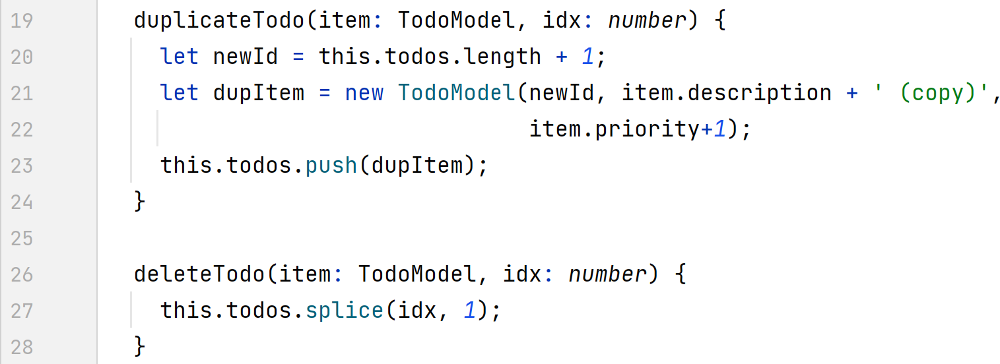 19 duplicateTodo(item: TodoModel, idx: number) {
20 let newId = this.todos.length + 1;
21 let dupItem = new TodoModel(newId, item.description + ' (copy)',
22 item.priority+1);
23 this.todos.push(dupItem);
24 }
25
26 deleteTodo(item: TodoModel, idx: number) {
27 this.todos.splice(idx, 1);
28 }